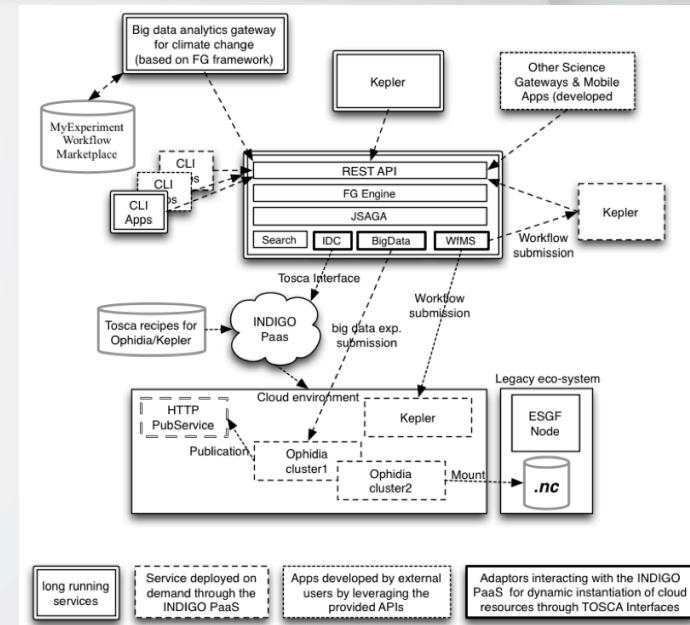 Big data analytics gateway
for climate change
(based on FG framework)
Kepler
Other Science
Gateways & Mobile
Apps (developed
MyExperiment
Workflow
Marketplace
CLI
ps
CLI
ps
CLI
Apps
REST API
FG Engine
JSAGA
Search
IDC
BigData
WfMS
Kepler
Workflow
submission
Tosca Interface
Tosca recipes for
Ophidia/Kepler
INDIGO
Paas
big data exp.
submission
Workflow
submission
Cloud environment
Legacy eco-system
HTTP
PubService
Kepler
ESGF
Node
Publication
Ophidia
cluster1
Ophidia
cluster2
Mount
.nc
long running
services
Service deployed on
demand through the
INDIGO PaaS
Apps developed by external
users by leveraging the
provided APIs
Adaptors interacting with the INDIGO
PaaS for dynamic instantiation of cloud
resources through TOSCA Interfaces